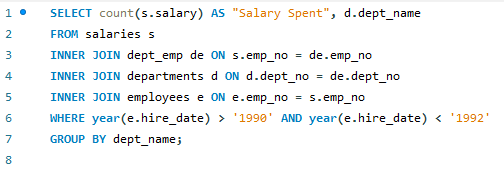 1 SELECT count(s.salary) AS "Salary Spent", d.dept_name
2 FROM salaries s
3 INNER JOIN dept_emp de ON s.emp_no = de.emp_no
4 INNER JOIN departments d ON d.dept_no = de.dept_no
5 INNER JOIN employees e ON e.emp_no = s.emp_no
6 WHERE year(e.hire_date) > '1990' AND year(e.hire_date) < '1992'
7 GROUP BY dept_name;
8